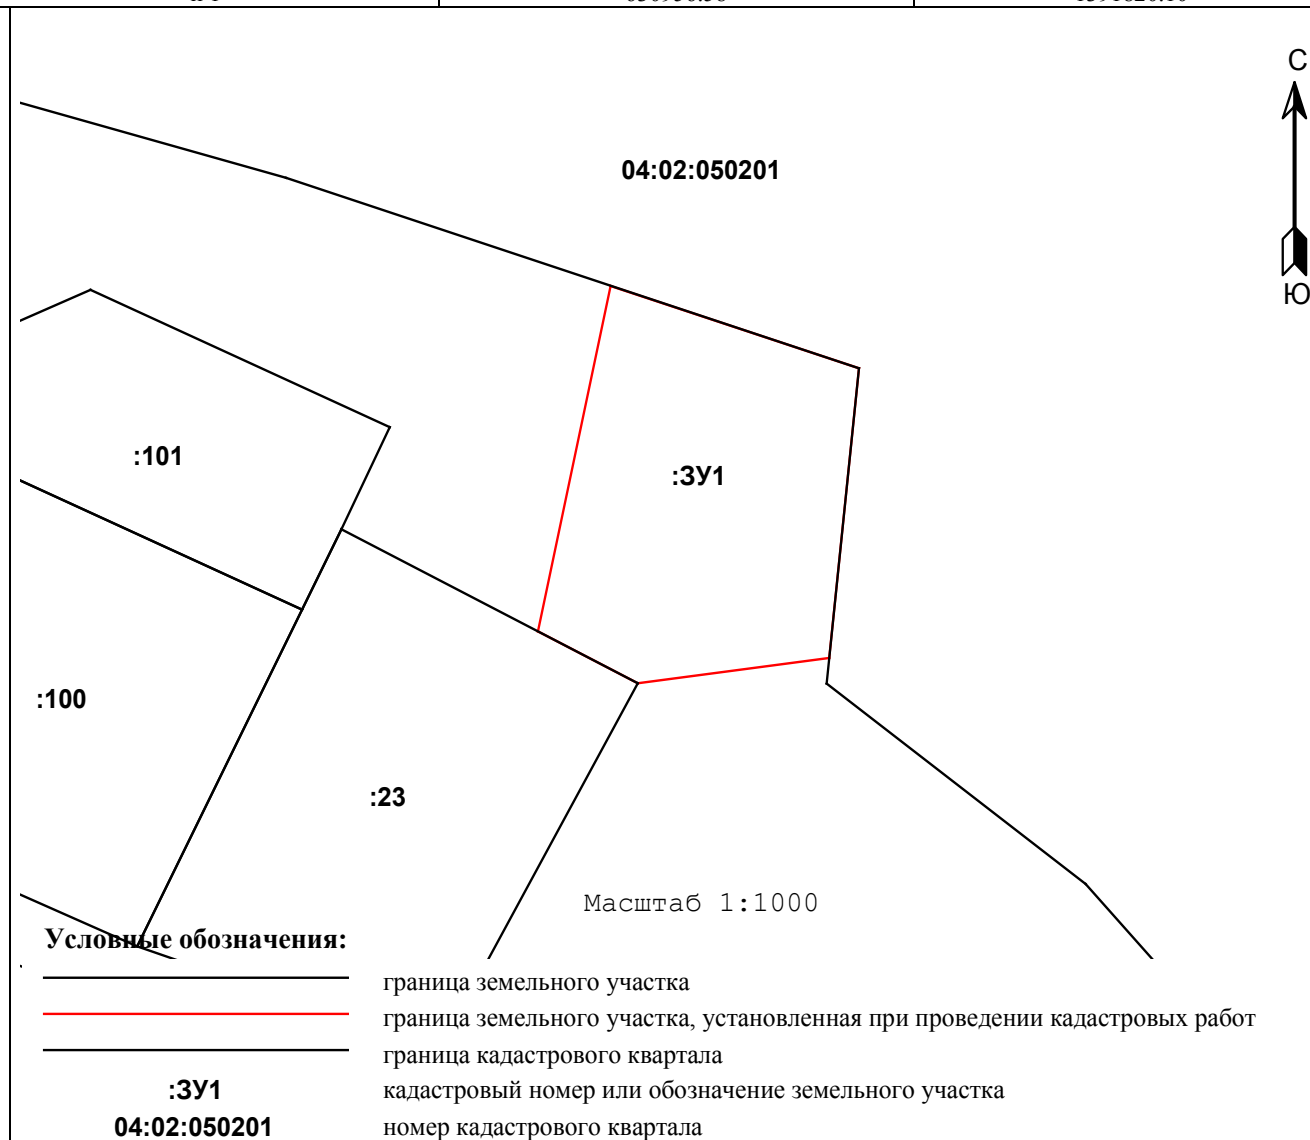 С
04:02:050201
Ю
:101
:ЗУ1
:100
:23
Масштаб 1:1000
Условные обозначения:
граница земельного участка
граница земельного участка, установленная при проведении кадастровых работ
граница кадастрового квартала
:ЗУ1 кадастровый номер или обозначение земельного участка
04:02:050201 номер кадастрового квартала